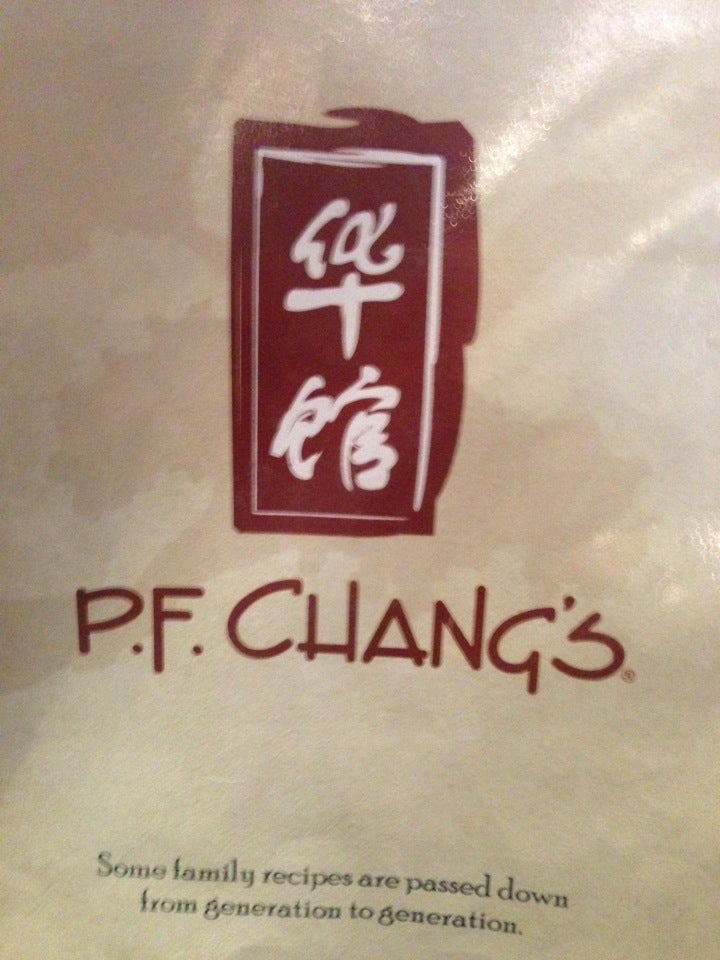 华
馆
P.F. CHANG'S®
Some family recipes are passed down
from generation to generation.